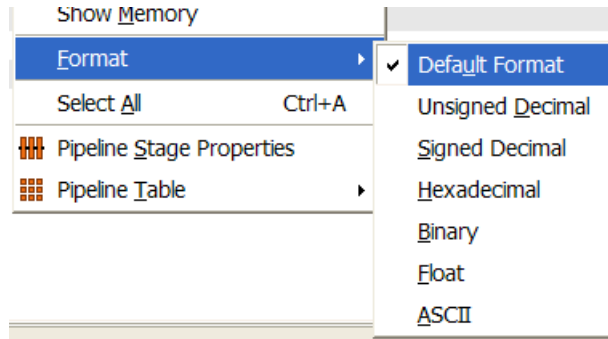 Show Memory
Format
Select All Ctrl+A
Pipeline Stage Properties
Pipeline Table
Default Format
Unsigned Decimal
Signed Decimal
Hexadecimal
Binary
Float
ASCII